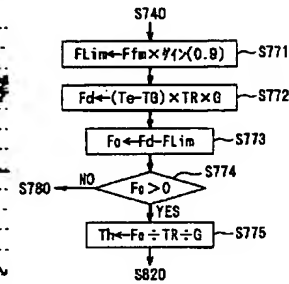 S740
FLim←Ffm×ゲイン(0.9) S771
Fd←(Te-TG)×TR×G S772
Fo←Fd-FLim S773
S774
S780 NO Fo>0
YES
Th←Fo÷TR÷G S775
S820